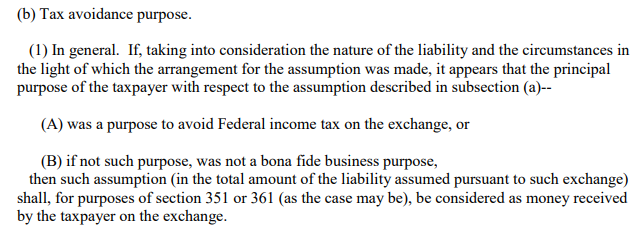 (b) Tax avoidance purpose.
(1) In general. If, taking into consideration the nature of the liability and the circumstances in
the light of which the arrangement for the assumption was made, it appears that the principal
purpose of the taxpayer with respect to the assumption described in subsection (a)--
(A) was a purpose to avoid Federal income tax on the exchange, or
(B) if not such purpose, was not a bona fide business purpose,
then such assumption (in the total amount of the liability assumed pursuant to such exchange)
shall, for purposes of section 351 or 361 (as the case may be), be considered as money received
by the taxpayer on the exchange.